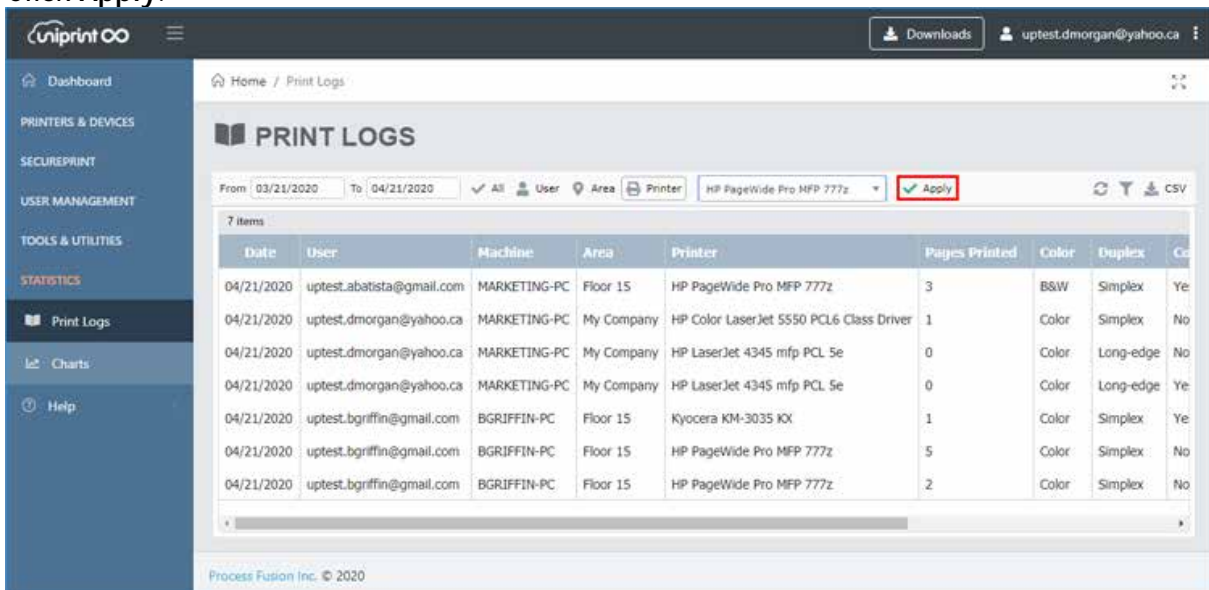 click Apply.
uniprint
Downloads
uptest.dmorgan@yahoo.ca
Dashboard
Home / Print Logs
PRINTERS & DEVICES
PRINT LOGS
SECUREPRINT
From 03/21/2020 To 04/21/2020 All User Area Printer HP PageWide Pro MFP 777z Apply CSV
USER MANAGEMENT
7 items
TOOLS & UTILITIES
Date User Machine Area Printer Pages Printed Color Duplex Co
STATISTICS
04/21/2020 uptest.abatista@gmail.com MARKETING-PC Floor 15 HP PageWide Pro MFP 777z 3 B&W Simplex Ye
Print Logs
04/21/2020 uptest.dmorgan@yahoo.ca MARKETING-PC My Company HP Color LaserJet 5550 PCL6 Class Driver 1 Color Simplex No
04/21/2020 uptest.dmorgan@yahoo.ca MARKETING-PC My Company HP LaserJet 4345 mfp PCL 5e 0 Color Long-edge No
Charts
04/21/2020 uptest.dmorgan@yahoo.ca MARKETING-PC My Company HP LaserJet 4345 mfp PCL 5e 0 Color Long-edge Ye
Help
04/21/2020 uptest.bgriffin@gmail.com BGRIFFIN-PC Floor 15 Kyocera KM-3035 KX 1 Color Simplex Ye
04/21/2020 uptest.bgriffin@gmail.com BGRIFFIN-PC Floor 15 HP PageWide Pro MFP 777z 5 Color Simplex No
04/21/2020 uptest.bgriffin@gmail.com BGRIFFIN-PC Floor 15 HP PageWide Pro MFP 777z 2 Color Simplex No
Process Fusion Inc. © 2020